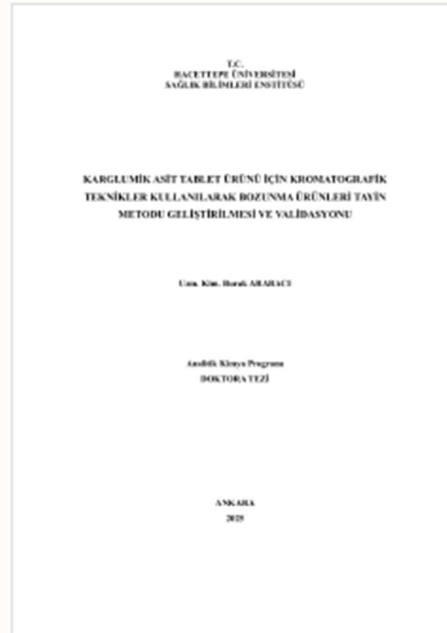 T.C.
HACETTEPE ÜNİVERSİTESİ
SAĞLIK BİLİMLERİ ENSTİTÜSÜ
KARGLUMİK ASİT TABLET ÜRÜNÜ İÇİN KROMATOGRAFİK
TEKNİKLER KULLANILARAK BOZUNMA ÜRÜNLERİ TAYİN
METODU GELİŞTİRİLMESİ VE VALİDASYONU
Uzm. Kim. Burak ARABACI
Analitik Kimya Programı
DOKTORA TEZİ
ANKARA
2025